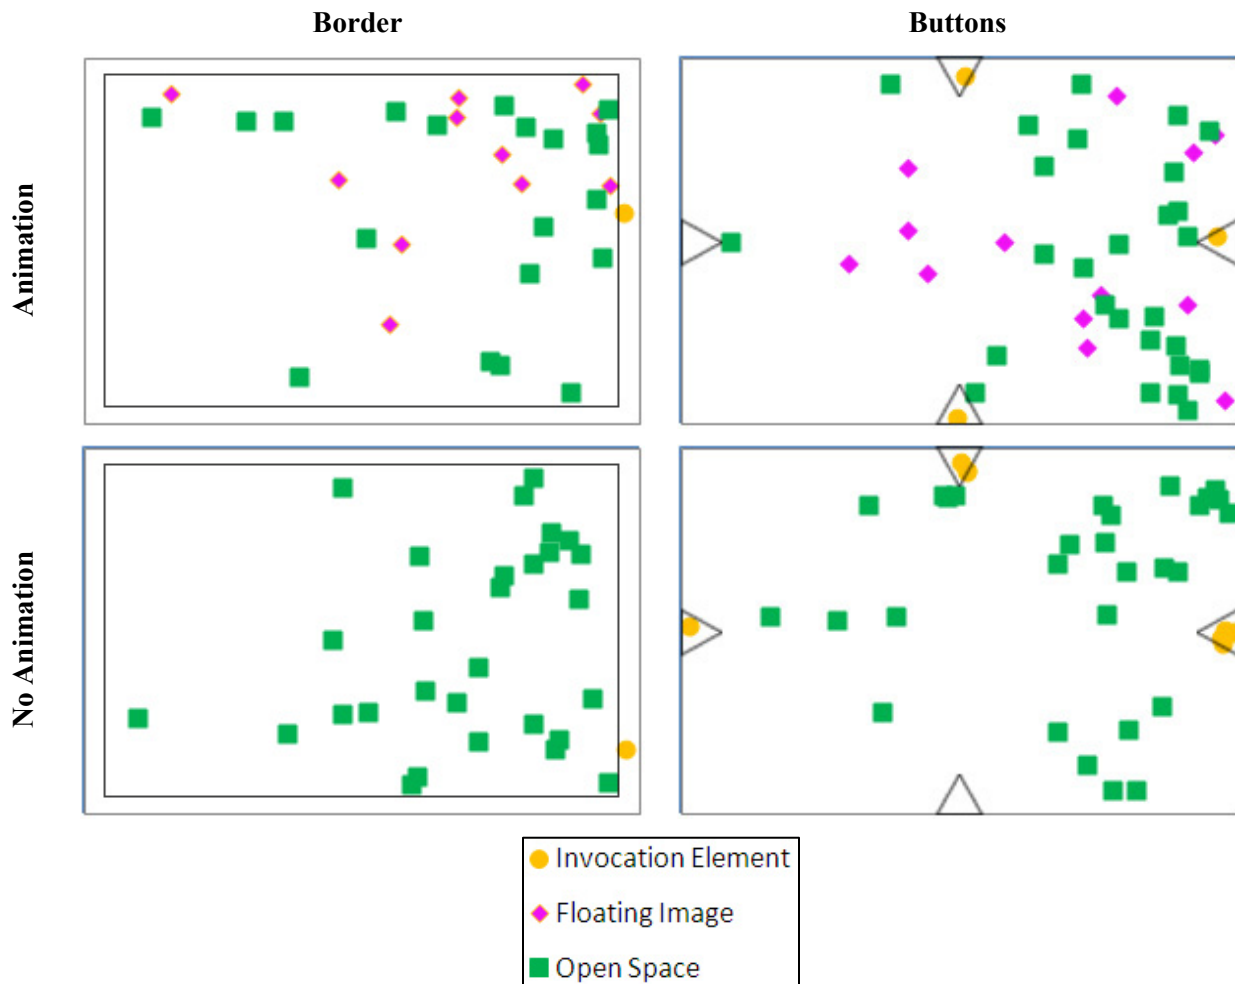 Border
Buttons
Animation
No Animation
Invocation Element
Floating Image
Open Space